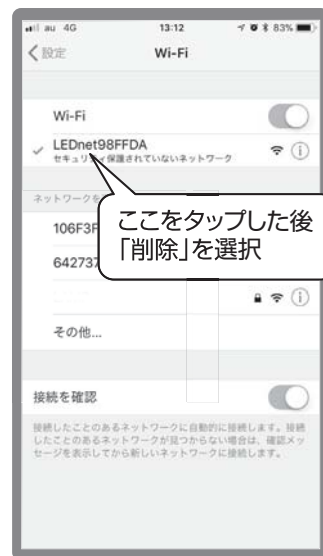 au 4G 13:12 83%
設定 Wi-Fi
Wi-Fi
LEDnet98FFDA
セキュリティ保護されていないネットワーク
ネットワークを
ここをタップした後
「削除」を選択
106F3F
642737
その他...
接続を確認
接続したことのあるネットワークに自動的に接続します。接続
したことのあるネットワークが見つからない場合は、確認メッ
セージを表示してから新しいネットワークに接続します。